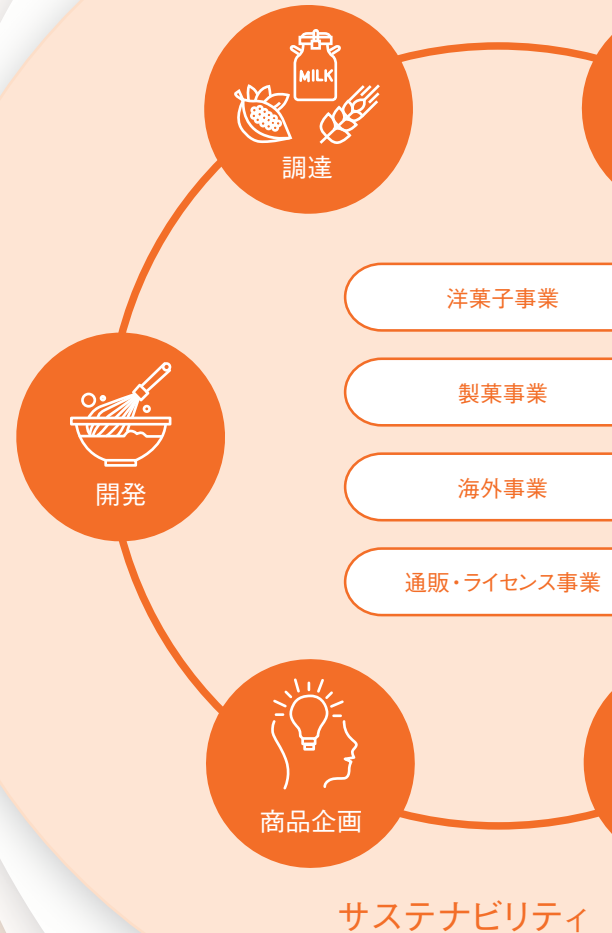 MILK
調達
洋菓子事業
製菓事業
海外事業
開発
通販・ライセンス事業
商品企画
サステナビリティ